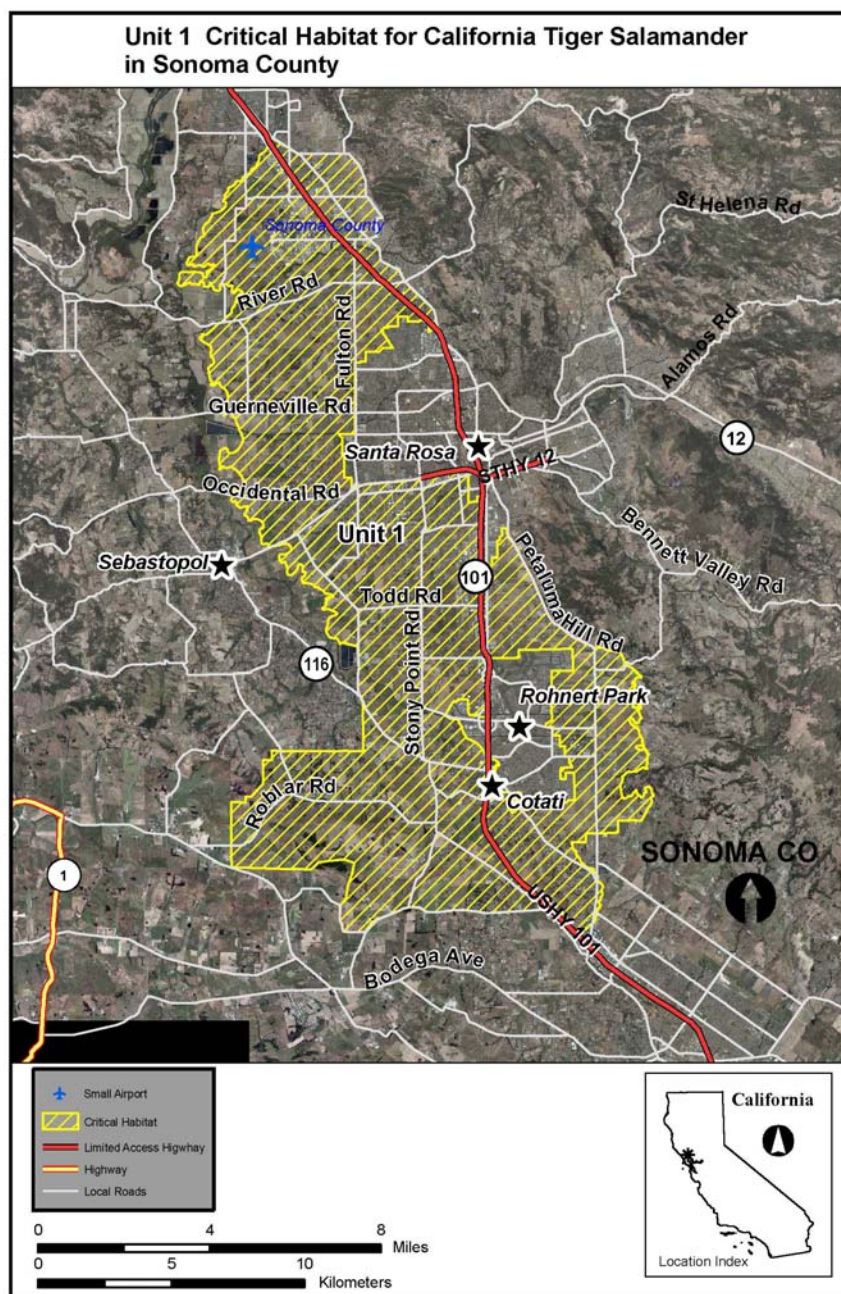 Unit 1 Critical Habitat for California Tiger Salamander
in Sonoma County
St Helena Rd
Sonoma County
River Rd
Fulton Rd
Alamos Rd
Guerneville Rd
12
Santa Rosa
STHY 12
Occidental Rd
Unit 1
Bennett Valley Rd
Sebastopol
101
Petaluma Hill Rd
Todd Rd
Stony Point Rd
116
Rohnert Park
Roblar Rd
Cotati
SONOMA CO
1
USHY 101
Bodega Ave
Small Airport
Critical Habitat
Limited Access Higwhay
Highway
Local Roads
0 4 8
Miles
0 5 10
Kilometers
California
Location Index